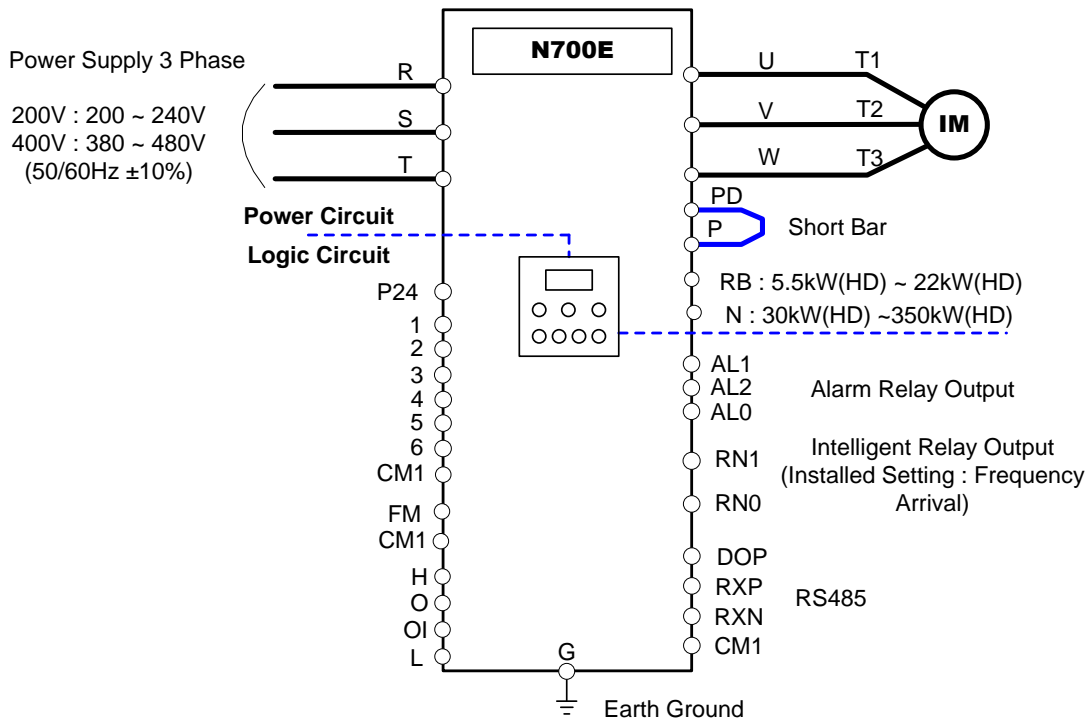 N700E
Power Supply 3 Phase
200V : 200 ~ 240V
400V : 380 ~ 480V
(50/60Hz ±10%)
R
S
T
U T1
V T2
W T3
IM
PD
P
Short Bar
Power Circuit
Logic Circuit
RB : 5.5kW(HD) ~ 22kW(HD)
N : 30kW(HD) ~350kW(HD)
P24
1
2
3
4
5
6
CM1
FM
CM1
H
O
OI
L
AL1
AL2
AL0
Alarm Relay Output
RN1
RN0
Intelligent Relay Output
(Installed Setting : Frequency
Arrival)
DOP
RXP
RXN
CM1
RS485
G
Earth Ground